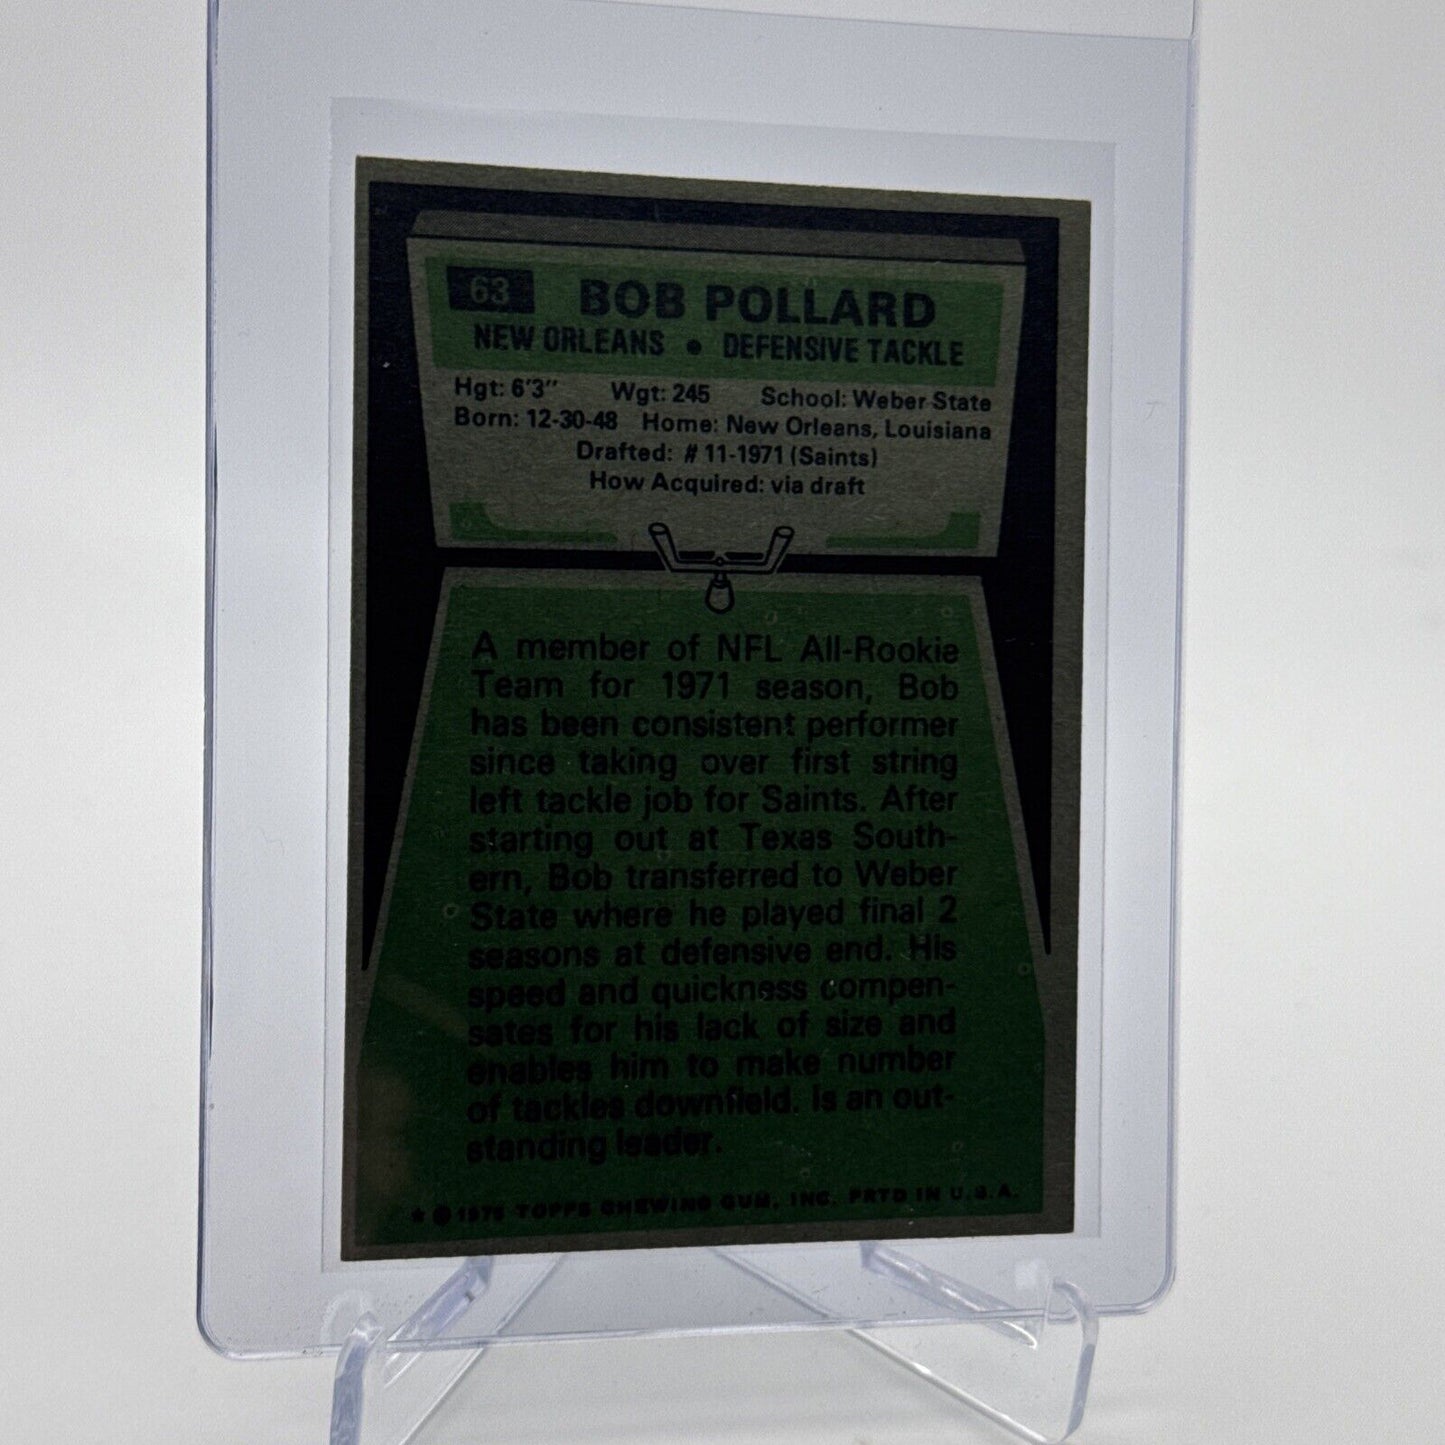 63 BOB POLLARD
NEW ORLEANS • DEFENSIVE TACKLE
Hgt: 6'3" Wgt: 245 School: Weber State
Born: 12-30-48 Home: New Orleans, Louisiana
Drafted: # 11-1971 (Saints)
How Acquired: via draft
A member of NFL All-Rookie
Team for 1971 season, Bob
has been consistent performer
since taking over first string
left tackle job for Saints. After
starting out at Texas South-
ern, Bob transferred to Weber
State where he played final 2
seasons at defensive end. His
speed and quickness compen-
sates for his lack of size and
enables him to make number
of tackles downfield. Is an out-
standing leader.
* © 1975 TOPPS CHEWING GUM, INC. PRTD IN U.S.A.